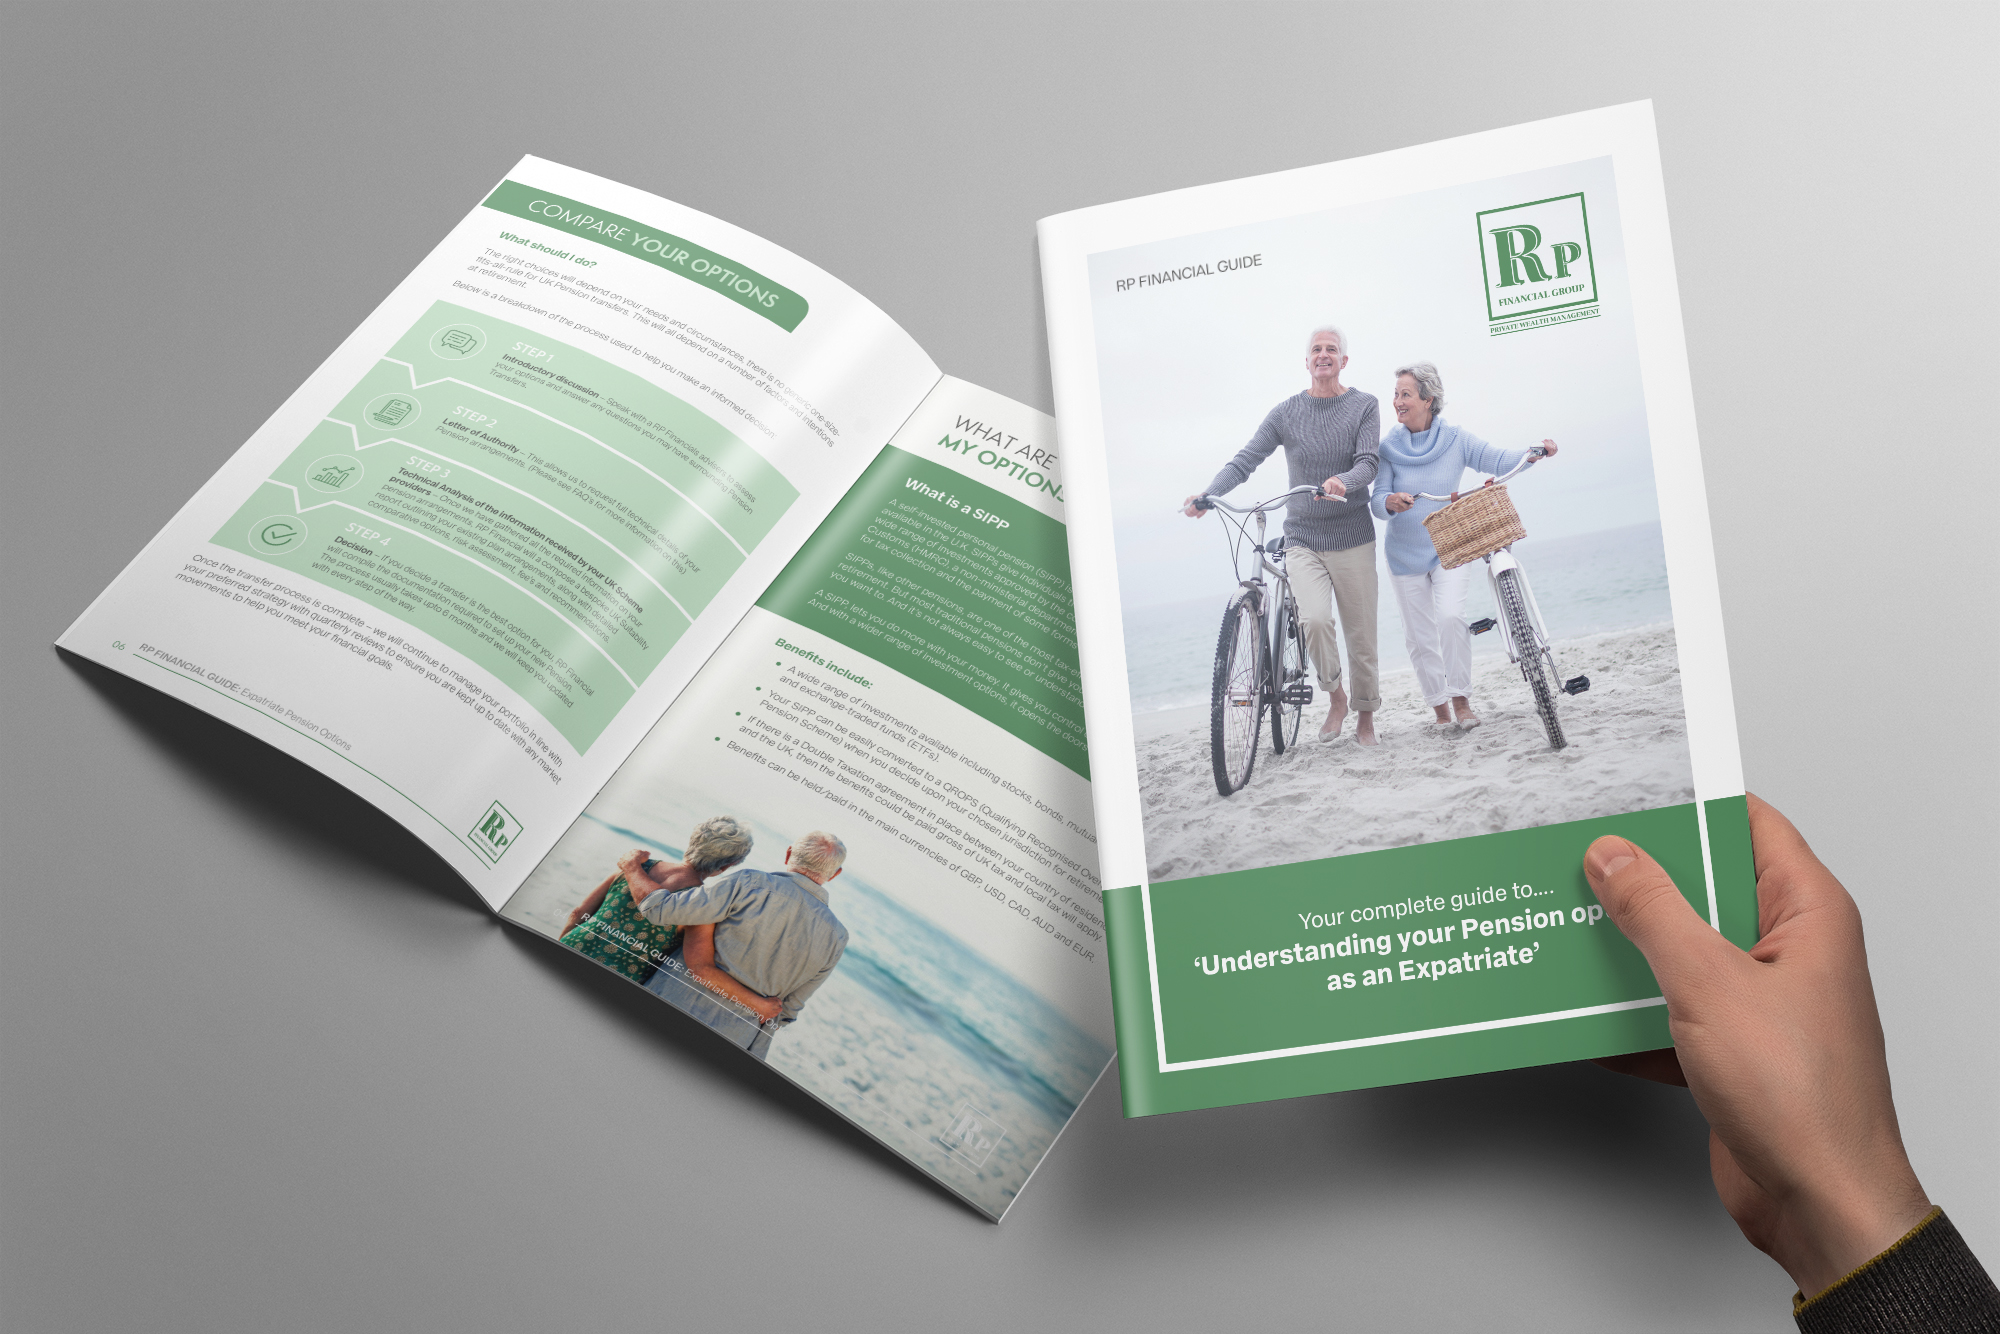 COMPARE YOUR OPTIONS
What should I do?
The right choices will depend on your needs and circumstances, there is no generic one-size-
fits-all-rule for UK Pension transfers. This will all depend on a number of factors and intentions
at retirement.
Below is a breakdown of the process used to help you make an informed decision:
STEP 1
Introductory discussion – Speak with a RP Financials advisers to assess
your options and answer any questions you may have surrounding Pension
Transfers.
STEP 2
Letter of Authority – This allows us to request full technical details of your
Pension arrangements. (Please see FAQ's for more information on this)
STEP 3
Technical Analysis of the information received by your UK Scheme
providers – Once we have gathered all the required information on your
pension arrangements, RP Financial will compose a bespoke UK Suitability
report outlining your existing plan arrangements, along with detailed
comparative options, risk assessment, fee's and recommendations.
STEP 4
Decision – if you decide a transfer is the best option for you, RP Financial
will compile the documentation required to set up your new Pension.
The process usually takes upto 6 months and we will keep you updated
with every step of the way.
Once the transfer process is complete – we will continue to manage your portfolio in line with
your preferred strategy with quarterly reviews to ensure you are kept up to date with any market
movements to help you meet your financial goals.
06 RP FINANCIAL GUIDE: Expatriate Pension Options
RP
WHAT ARE
MY OPTIONS
What is a SIPP
A self-invested personal pension (SIPP) is
available in the U.K. SIPPs give individuals
wide range of investments approved by the
Customs (HMRC), a non-ministerial department
for tax collection and the payment of some forms
SIPPs, like other pensions, are one of the most tax-
retirement. But most traditional pensions don't give you
you want to. And it's not always easy to see or understand
A SIPP lets you do more with your money. It gives you control
And with a wider range of investment options, it opens the doors
Benefits include:
• A wide range of investments available including stocks, bonds, mutual
and exchange-traded funds (ETFs).
• Your SIPP can be easily converted to a QROPS (Qualifying Recognised Over
Pension Scheme) when you decide upon your chosen jurisdiction for retirem
• If there is a Double Taxation agreement in place between your country of residen
and the UK, then the benefits could be paid gross of UK tax and local tax will apply.
• Benefits can be held/paid in the main currencies of GBP, USD, CAD, AUD and EUR.
RP FINANCIAL GUIDE: Expatriate Pension Opt
RP
RP FINANCIAL GUIDE
RP
FINANCIAL GROUP
PRIVATE WEALTH MANAGEMENT
Your complete guide to....
‘Understanding your Pension op
as an Expatriate’